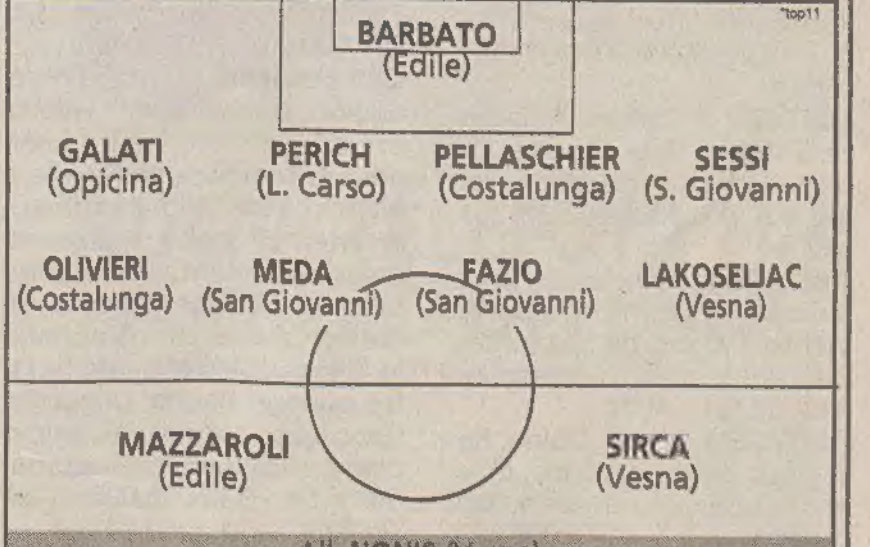 *top11
BARBATO
(Edile)
GALATI
(Opicina)
PERICH
(L. Carso)
PELLASCHIER
(Costalunga)
SESSI
(S. Giovanni)
OLIVIERI
(Costalunga)
MEDA
(San Giovanni)
FAZIO
(San Giovanni)
LAKOSELJAC
(Vesna)
MAZZAROLI
(Edile)
SIRCA
(Vesna)